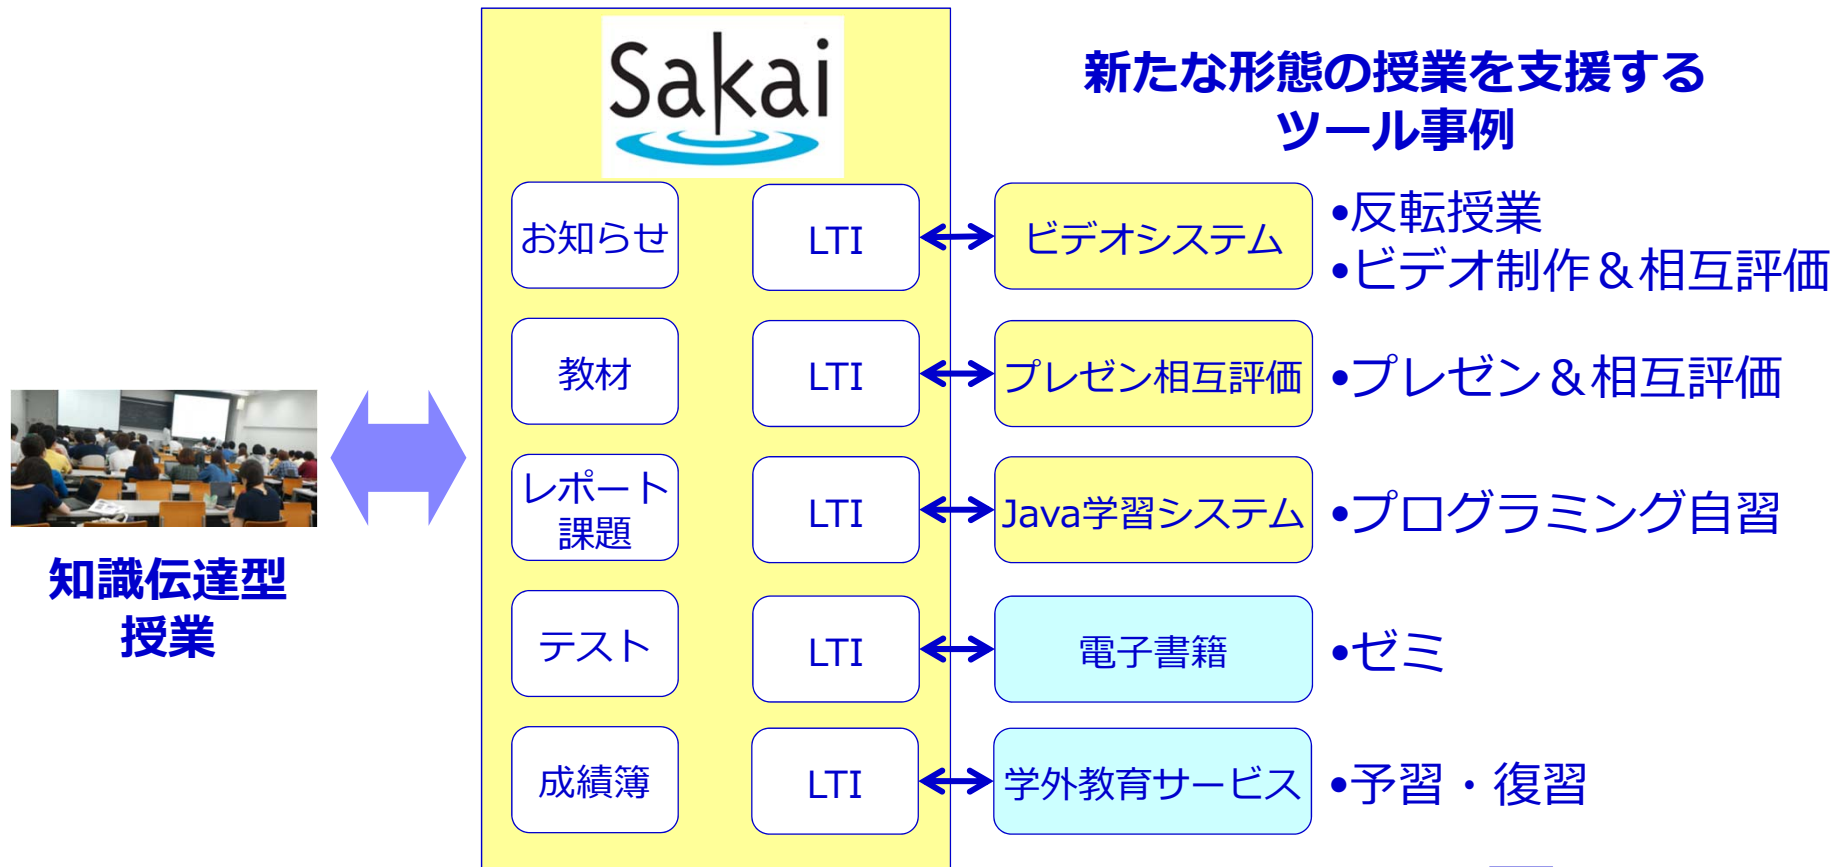 Sakai
新たな形態の授業を支援する
ツール事例
お知らせ
LTI
ビデオシステム
•反転授業
•ビデオ制作＆相互評価
教材
LTI
プレゼン相互評価
•プレゼン＆相互評価
レポート
課題
LTI
Java学習システム
•プログラミング自習
知識伝達型
授業
テスト
LTI
電子書籍
•ゼミ
成績簿
LTI
学外教育サービス
•予習・復習